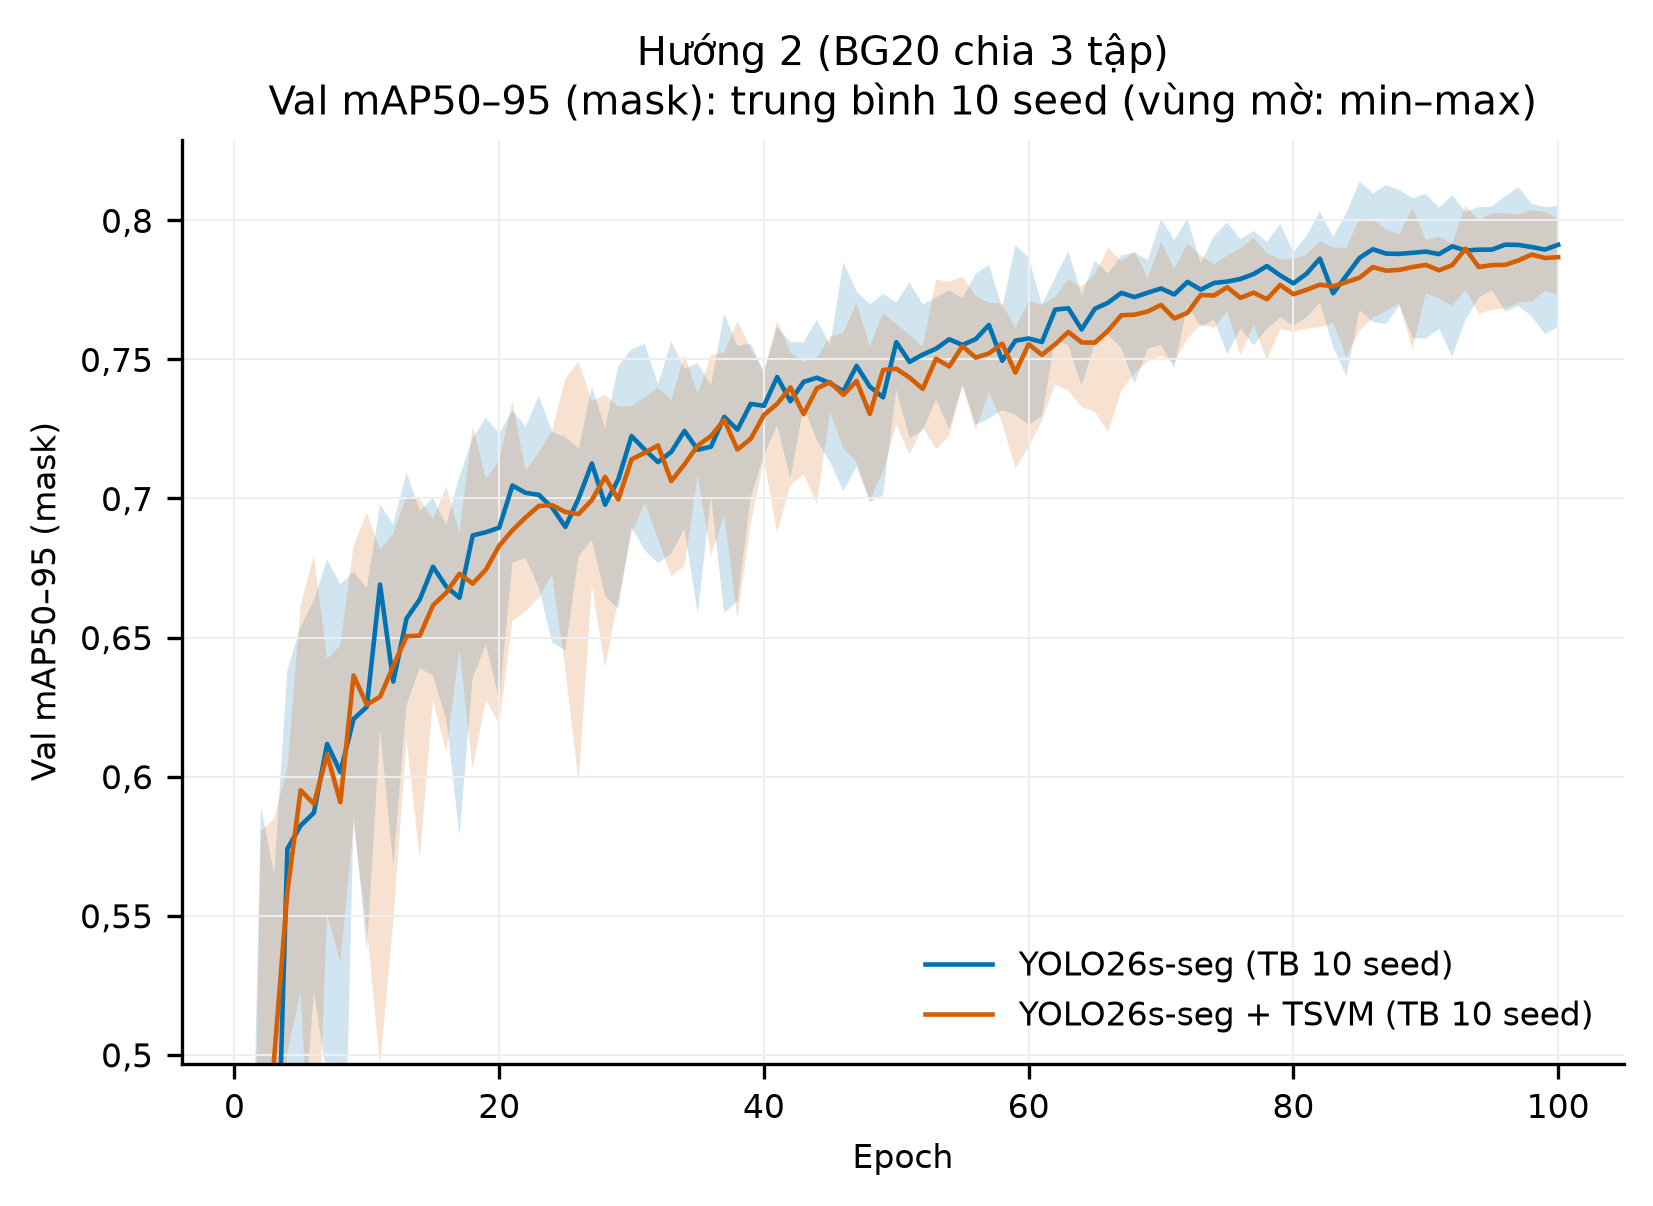 Hướng 2 (BG20 chia 3 tập)
Val mAP50–95 (mask): trung bình 10 seed (vùng mờ: min–max)
Val mAP50–95 (mask)
0,8
0,75
0,7
0,65
0,6
0,55
0,5
YOLO26s-seg (TB 10 seed)
YOLO26s-seg + TSVM (TB 10 seed)
0 20 40 60 80 100
Epoch